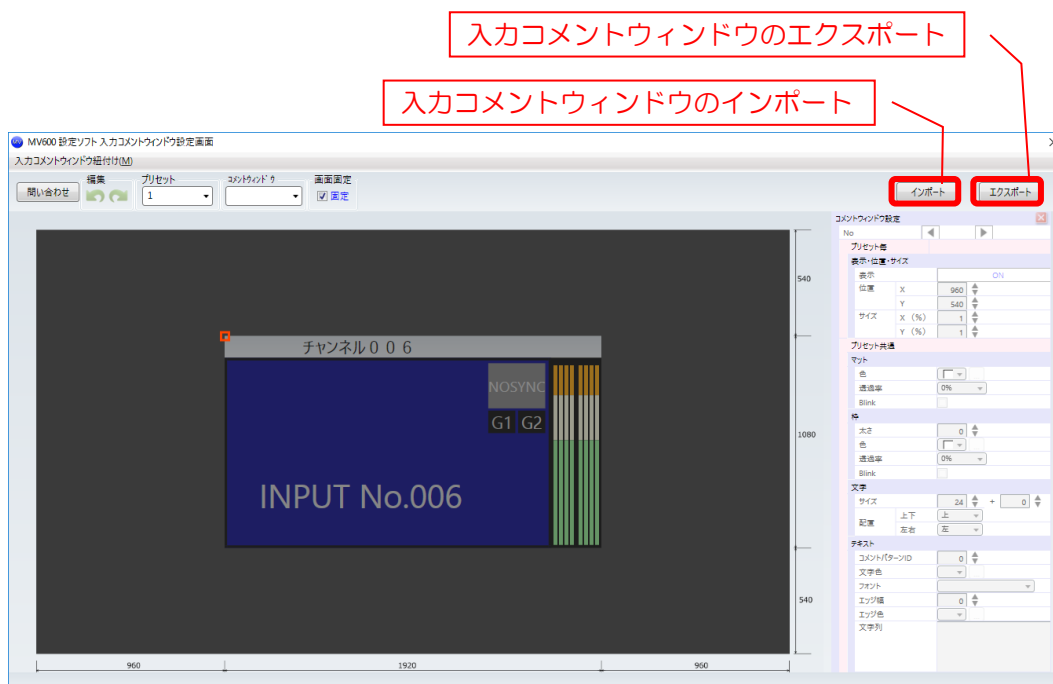 入力コメントウィンドウのエクスポート
入力コメントウィンドウのインポート
MV600 設定ソフト 入力コメントウィンドウ設定画面
入力コメントウィンドウ紐付け(M)
問い合わせ
編集
プリセット
1
コメントウィンドウ
画面固定
固定
インポート
エクスポート
チャンネル００６
NOSYNC
G1 G2
INPUT No.006
540
1080
540
960
1920
960
コメントウィンドウ設定
No
プリセット毎
表示・位置・サイズ
表示 ON
位置 X 960
Y 540
サイズ X (%) 1
Y (%) 1
プリセット共通
マット
色
透過率 0%
Blink
枠
太さ 0
色
透過率 0%
Blink
文字
サイズ 24 + 0
配置 上下 上
左右 左
テキスト
コメントパターンID 0
文字色
フォント
エッジ幅 0
エッジ色
文字列